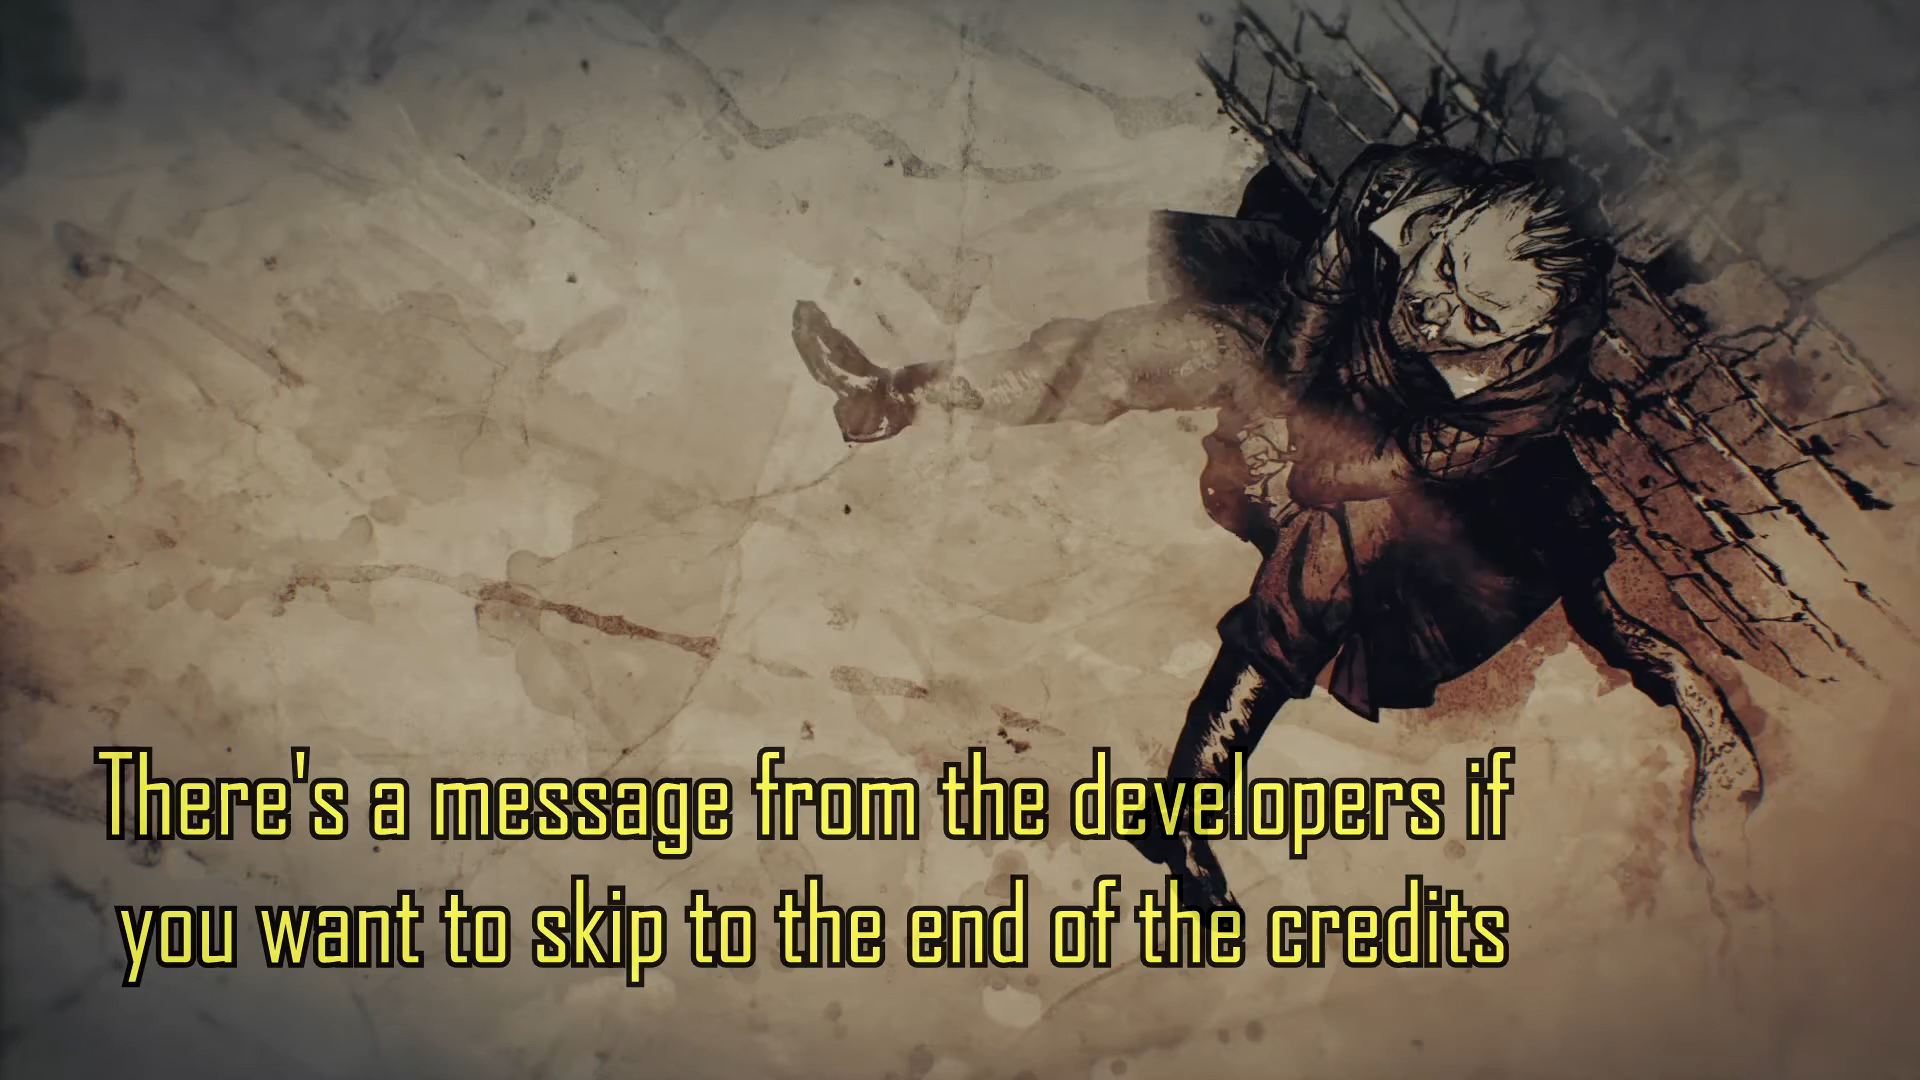 There's a message from the developers if
you want to skip to the end of the credits